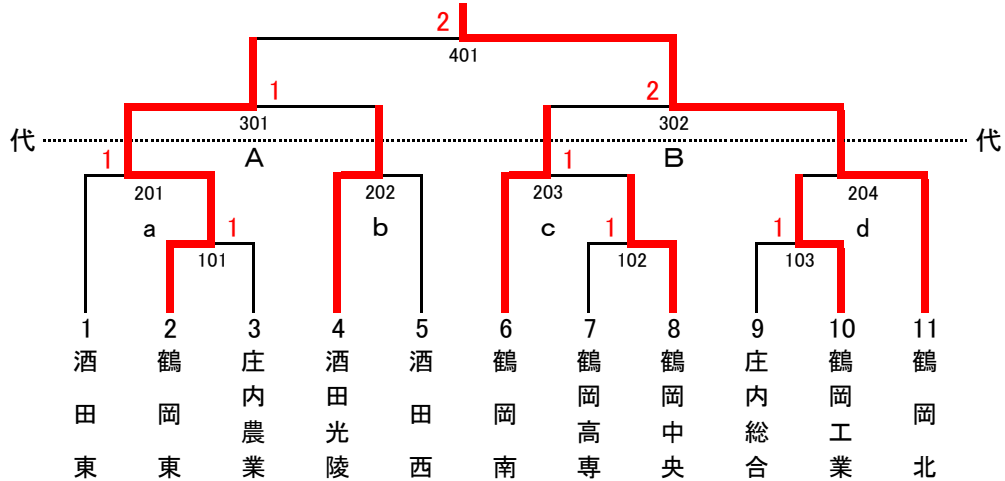 2
401
1
2
301
302
代
代
A
B
1
1
201
202
203
204
a
b
c
d
1
1
1
101
102
103
1
2
3
4
5
6
7
8
9
10
11
酒田東
鶴岡東
庄内農業
酒田光陵
酒田西
鶴岡南
鶴岡高専
鶴岡中央
庄内総合
鶴岡工業
鶴岡北